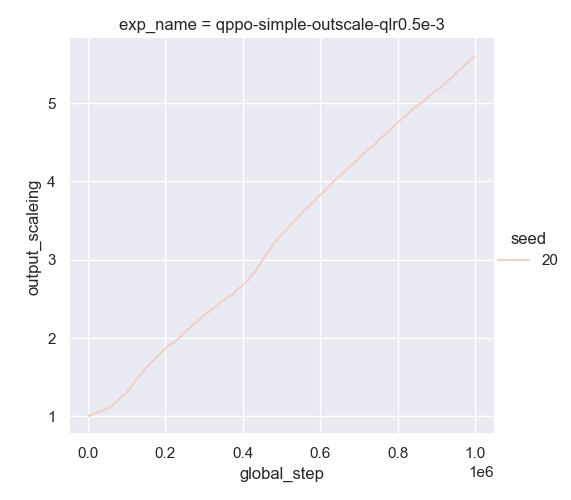 exp_name = qppo-simple-outscale-qlr0.5e-3
5
4
3
2
1
output_scaleing
0.0 0.2 0.4 0.6 0.8 1.0
1e6
global_step
seed
20